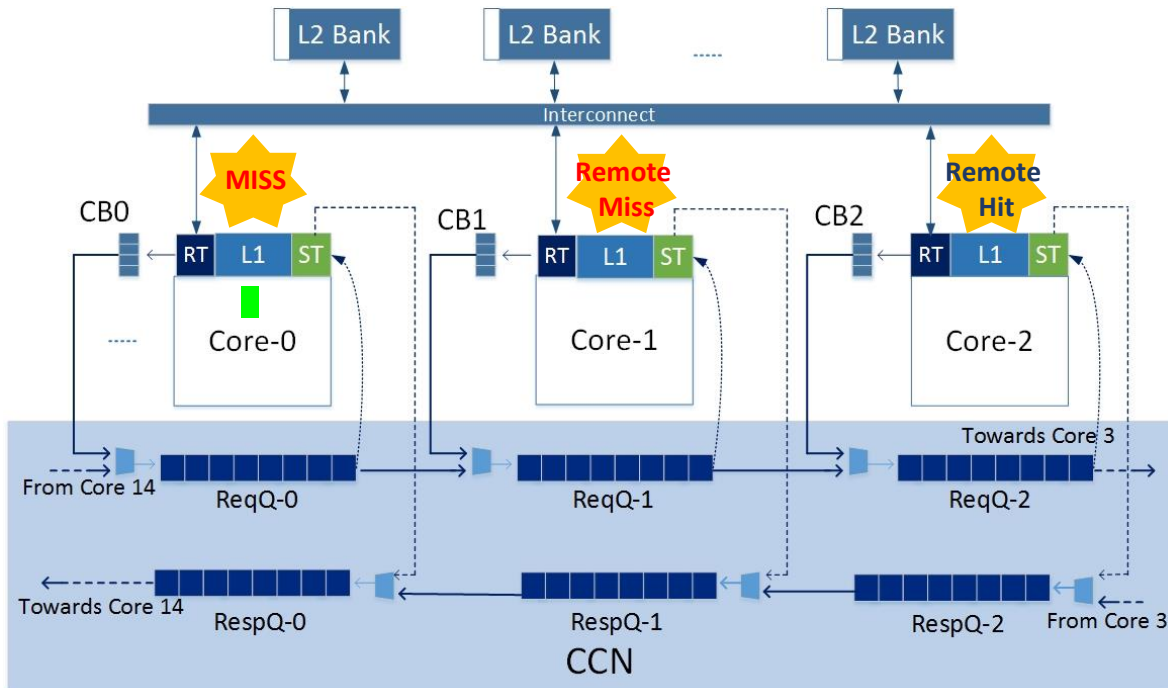 L2 Bank
L2 Bank
L2 Bank
.....
Interconnect
MISS
Remote
Miss
Remote
Hit
CB0
CB1
CB2
RT
L1
ST
RT
L1
ST
RT
L1
ST
.....
Core-0
Core-1
Core-2
Towards Core 3
From Core 14
ReqQ-0
ReqQ-1
ReqQ-2
Towards Core 14
RespQ-0
RespQ-1
RespQ-2
From Core 3
CCN